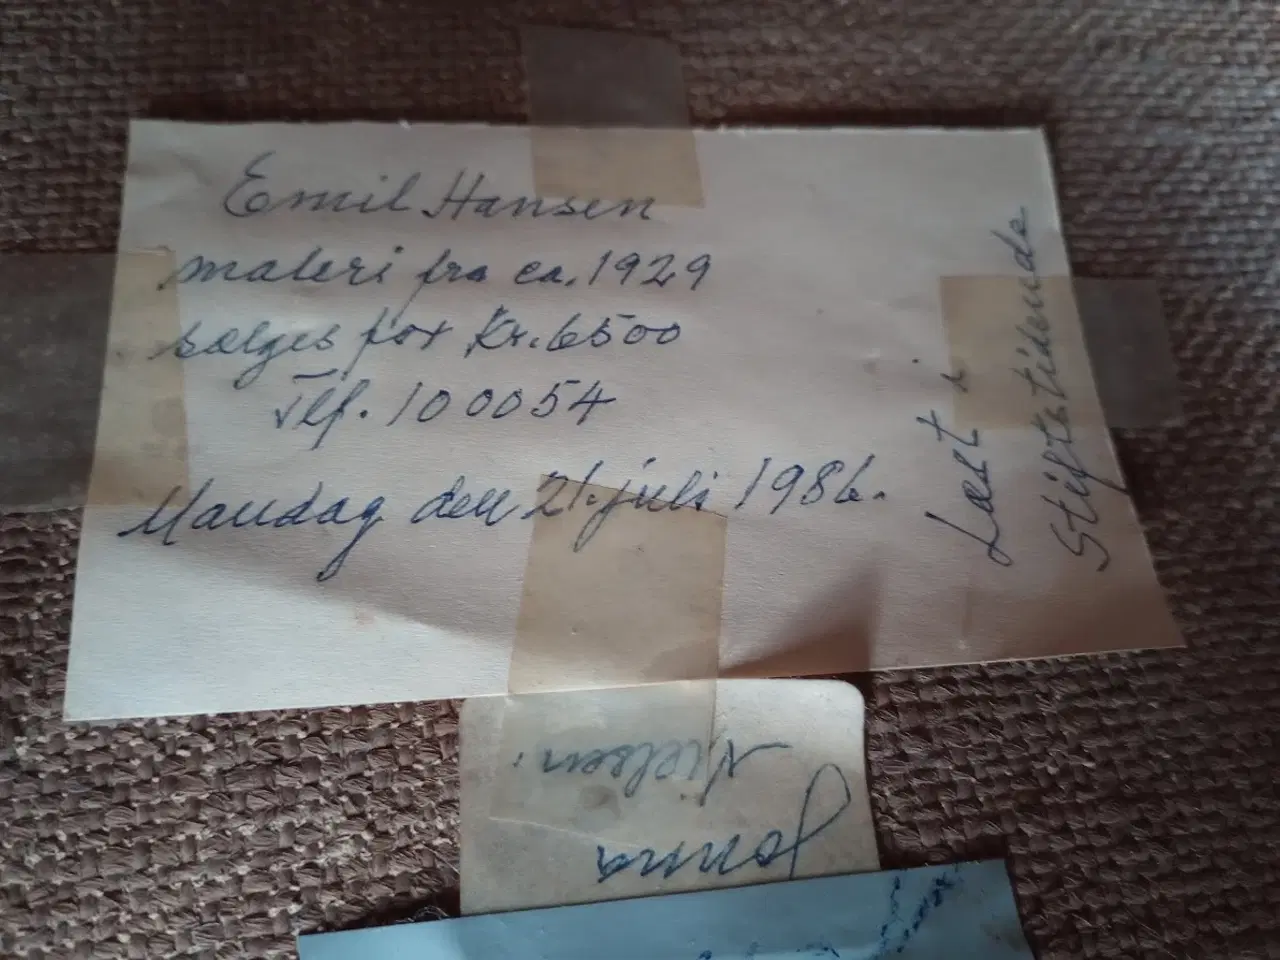 Emil Hansen
maleri fra ca. 1929
sælges for Kr. 6500
Tlf. 100054
Mandag den 21. juli 1986.
Læst i
Stiftstidende
Nielsen.